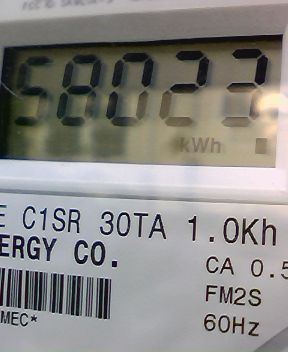 58023
kWh
E C1SR 30TA 1.0Kh
ERGY CO.
CA 0.5
FM2S
MEC*
60Hz